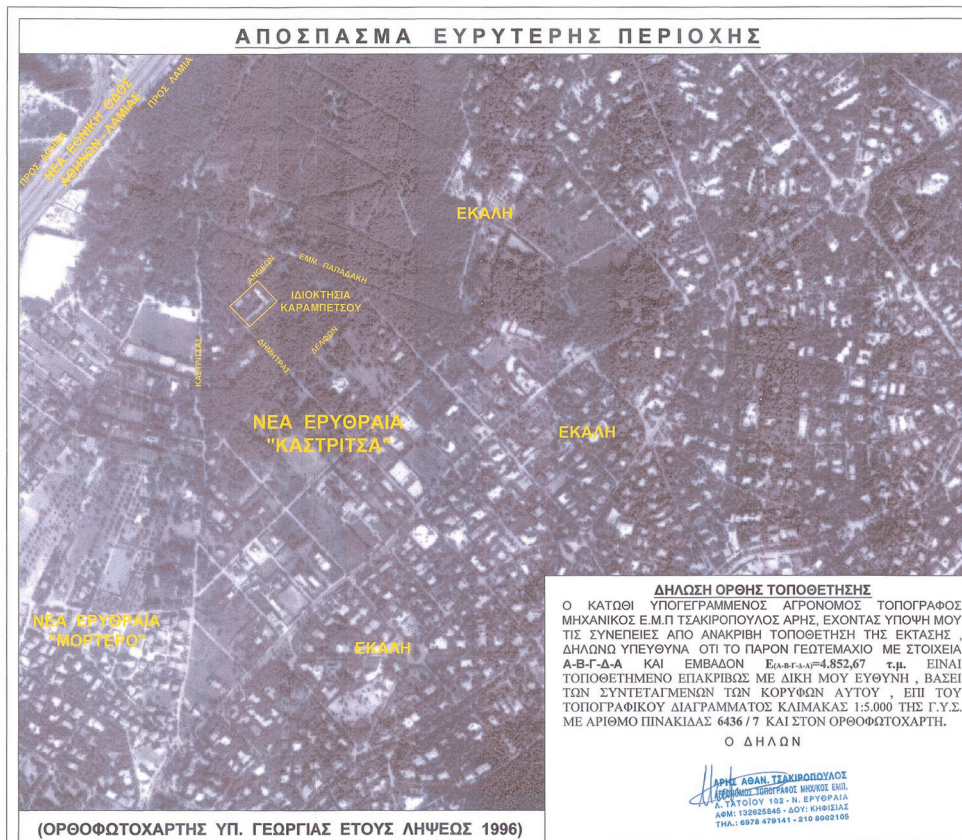 ΑΠΟΣΠΑΣΜΑ ΕΥΡΥΤΕΡΗΣ ΠΕΡΙΟΧΗΣ
ΠΡΟΣ ΛΑΜΙΑ
ΝΕΑ ΕΘΝΙΚΗ ΟΔΟΣ
ΑΘΗΝΩΝ - ΛΑΜΙΑΣ
ΠΡΟΣ ΑΘΗΝΑ
ΕΚΑΛΗ
ΑΝΘΕΩΝ
ΕΜΜ. ΠΑΠΑΔΑΚΗ
ΙΔΙΟΚΤΗΣΙΑ
ΚΑΡΑΜΠΕΤΣΟΥ
ΔΗΜΗΤΡΑΣ
ΔΕΛΦΩΝ
ΚΑΣΤΡΙΤΣΑΣ
ΝΕΑ ΕΡΥΘΡΑΙΑ
"ΚΑΣΤΡΙΤΣΑ"
ΕΚΑΛΗ
ΝΕΑ ΕΡΥΘΡΑΙΑ
"ΜΟΡΤΕΡΟ"
ΕΚΑΛΗ
ΔΗΛΩΣΗ ΟΡΘΗΣ ΤΟΠΟΘΕΤΗΣΗΣ
Ο ΚΑΤΩΘΙ ΥΠΟΓΕΓΡΑΜΜΕΝΟΣ ΑΓΡΟΝΟΜΟΣ ΤΟΠΟΓΡΑΦΟΣ
ΜΗΧΑΝΙΚΟΣ Ε.Μ.Π ΤΣΑΚΙΡΟΠΟΥΛΟΣ ΑΡΗΣ, ΕΧΟΝΤΑΣ ΥΠΟΨΗ ΜΟΥ
ΤΙΣ ΣΥΝΕΠΕΙΕΣ ΑΠΟ ΑΝΑΚΡΙΒΗ ΤΟΠΟΘΕΤΗΣΗ ΤΗΣ ΕΚΤΑΣΗΣ ,
ΔΗΛΩΝΩ ΥΠΕΥΘΥΝΑ ΟΤΙ ΤΟ ΠΑΡΟΝ ΓΕΩΤΕΜΑΧΙΟ ΜΕ ΣΤΟΙΧΕΙΑ
Α-Β-Γ-Δ-Α ΚΑΙ ΕΜΒΑΔΟΝ Ε(Α-Β-Γ-Δ-Α)=4.852,67 τ.μ. ΕΙΝΑΙ
ΤΟΠΟΘΕΤΗΜΕΝΟ ΕΠΑΚΡΙΒΩΣ ΜΕ ΔΙΚΗ ΜΟΥ ΕΥΘΥΝΗ , ΒΑΣΕΙ
ΤΩΝ ΣΥΝΤΕΤΑΓΜΕΝΩΝ ΤΩΝ ΚΟΡΥΦΩΝ ΑΥΤΟΥ , ΕΠΙ ΤΟΥ
ΤΟΠΟΓΡΑΦΙΚΟΥ ΔΙΑΓΡΑΜΜΑΤΟΣ ΚΛΙΜΑΚΑΣ 1:5.000 ΤΗΣ Γ.Υ.Σ.
ΜΕ ΑΡΙΘΜΟ ΠΙΝΑΚΙΔΑΣ 6436 / 7 ΚΑΙ ΣΤΟΝ ΟΡΘΟΦΩΤΟΧΑΡΤΗ.
Ο ΔΗΛΩΝ
ΑΡΗΣ ΑΘΑΝ. ΤΣΑΚΙΡΟΠΟΥΛΟΣ
ΑΓΡΟΝΟΜΟΣ ΤΟΠΟΓΡΑΦΟΣ ΜΗΧ/ΚΟΣ ΕΜΠ.
Λ. ΤΑΤΟΪΟΥ 102 - Ν. ΕΡΥΘΡΑΙΑ
ΑΦΜ: 132625845 - ΔΟΥ: ΚΗΦΙΣΙΑΣ
ΤΗΛ.: 6978 479141 - 210 8002105
(ΟΡΘΟΦΩΤΟΧΑΡΤΗΣ ΥΠ. ΓΕΩΡΓΙΑΣ ΕΤΟΥΣ ΛΗΨΕΩΣ 1996)